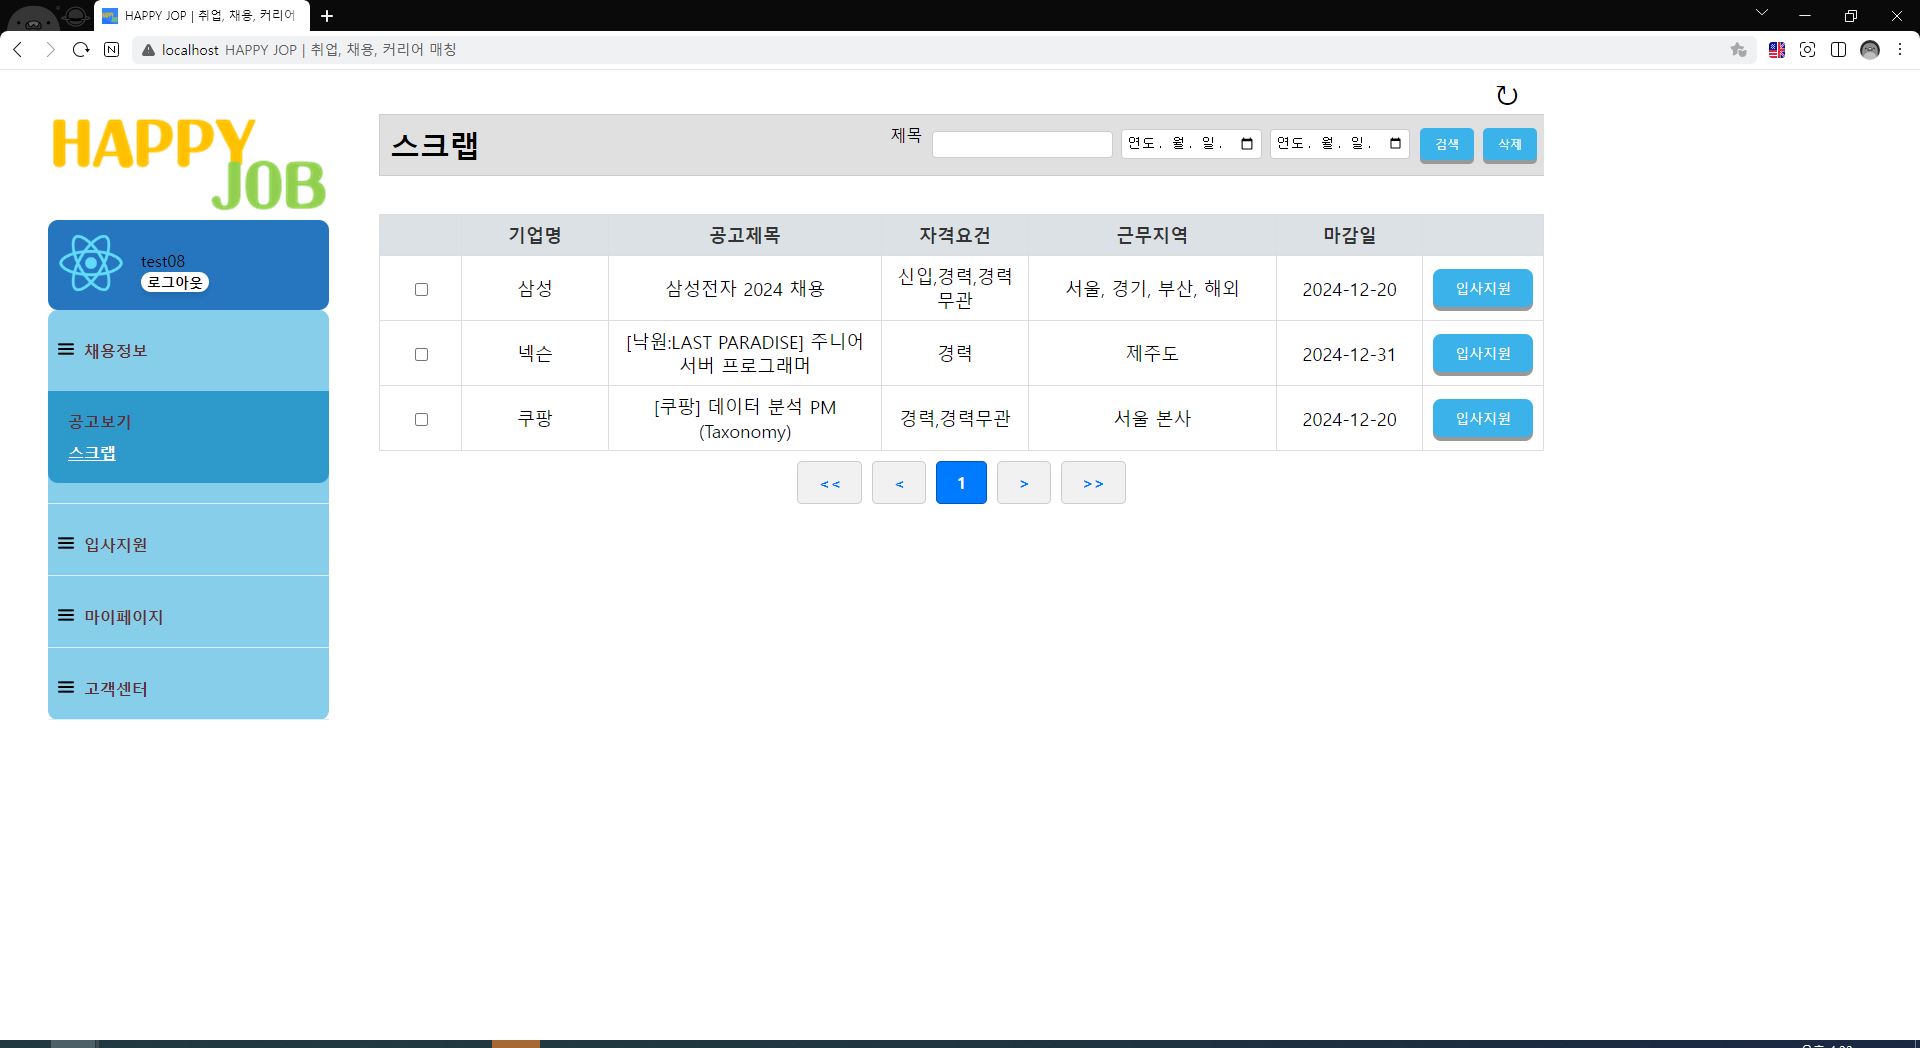 HAPPY JOP | 취업, 채용, 커리어
localhost HAPPY JOP | 취업, 채용, 커리어 매칭
HAPPY
JOB
test08
로그아웃
채용정보
공고보기
스크랩
입사지원
마이페이지
고객센터
스크랩 제목 연도. 월. 일. 연도. 월. 일. 검색 삭제
기업명 공고제목 자격요건 근무지역 마감일
삼성 삼성전자 2024 채용 신입,경력,경력
무관 서울, 경기, 부산, 해외 2024-12-20 입사지원
넥슨 [낙원:LAST PARADISE] 주니어
서버 프로그래머 경력 제주도 2024-12-31 입사지원
쿠팡 [쿠팡] 데이터 분석 PM
(Taxonomy) 경력,경력무관 서울 본사 2024-12-20 입사지원
<< < 1 > >>